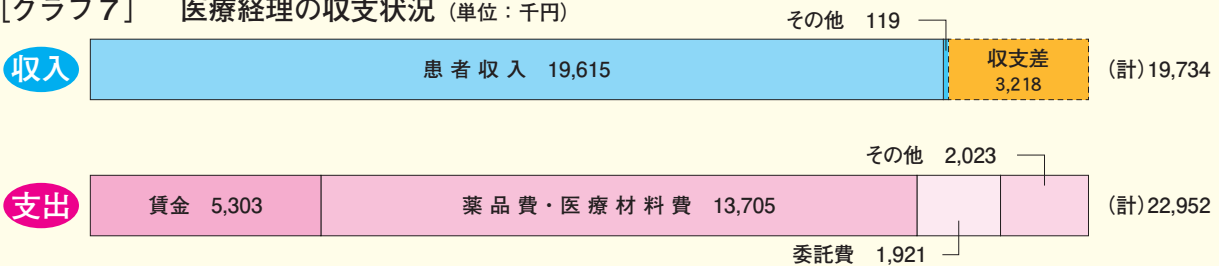 [グラフ7] 医療経理の収支状況(単位:千円)
その他 119
収入 患者収入 19,615 収支差 (計)19,734
3,218
その他 2,023
支出 賃金 5,303 薬品費・医療材料費 13,705 (計)22,952
委託費 1,921